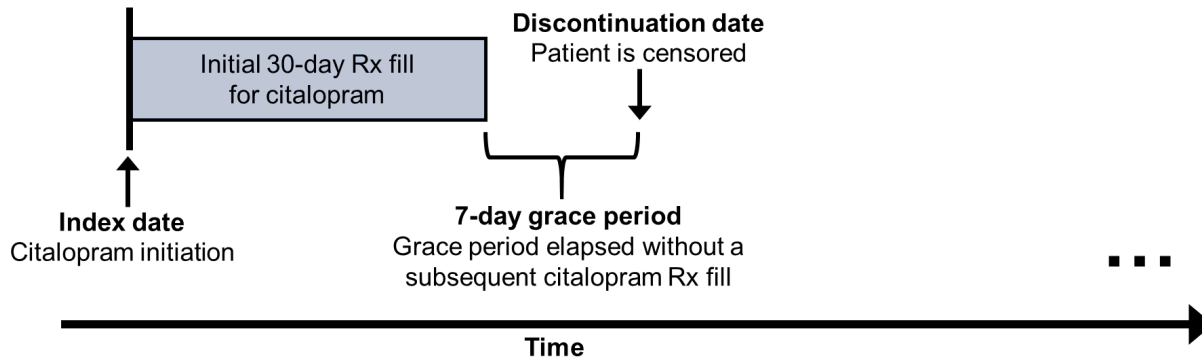 Discontinuation date
Patient is censored
Initial 30-day Rx fill
for citalopram
Index date
Citalopram initiation
7-day grace period
Grace period elapsed without a
subsequent citalopram Rx fill
...
Time